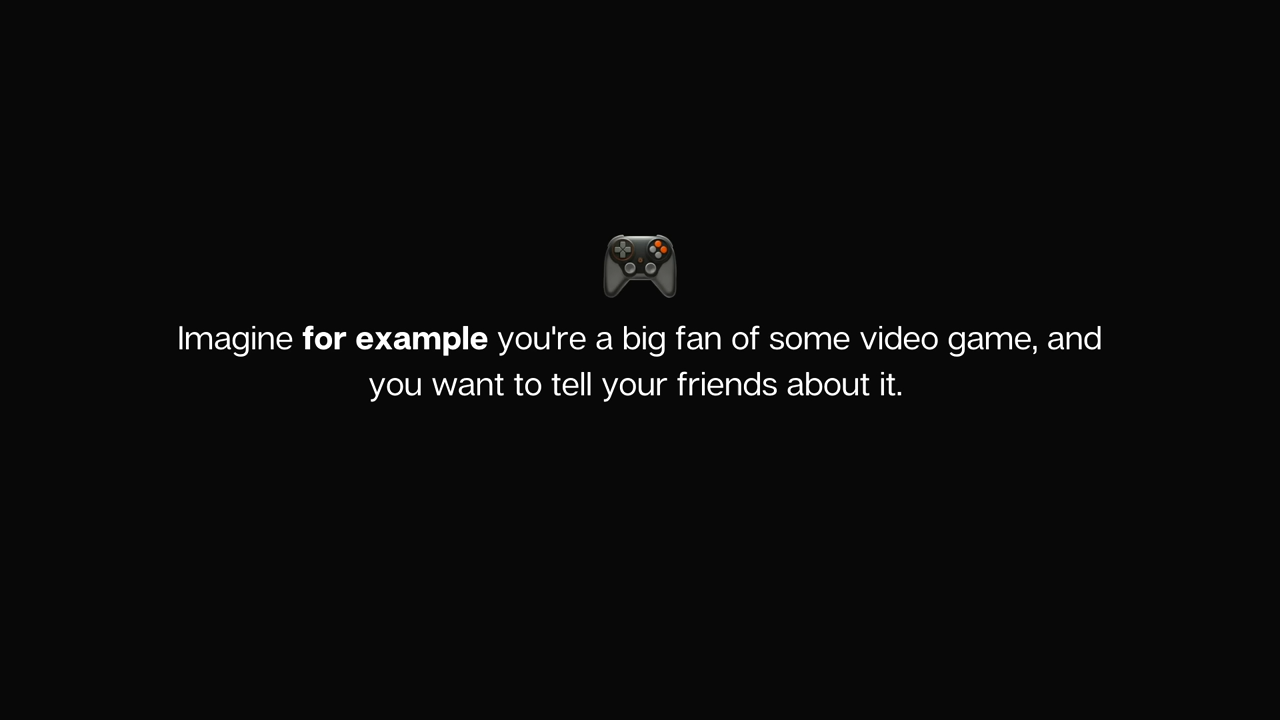 Imagine for example you're a big fan of some video game, and
you want to tell your friends about it.